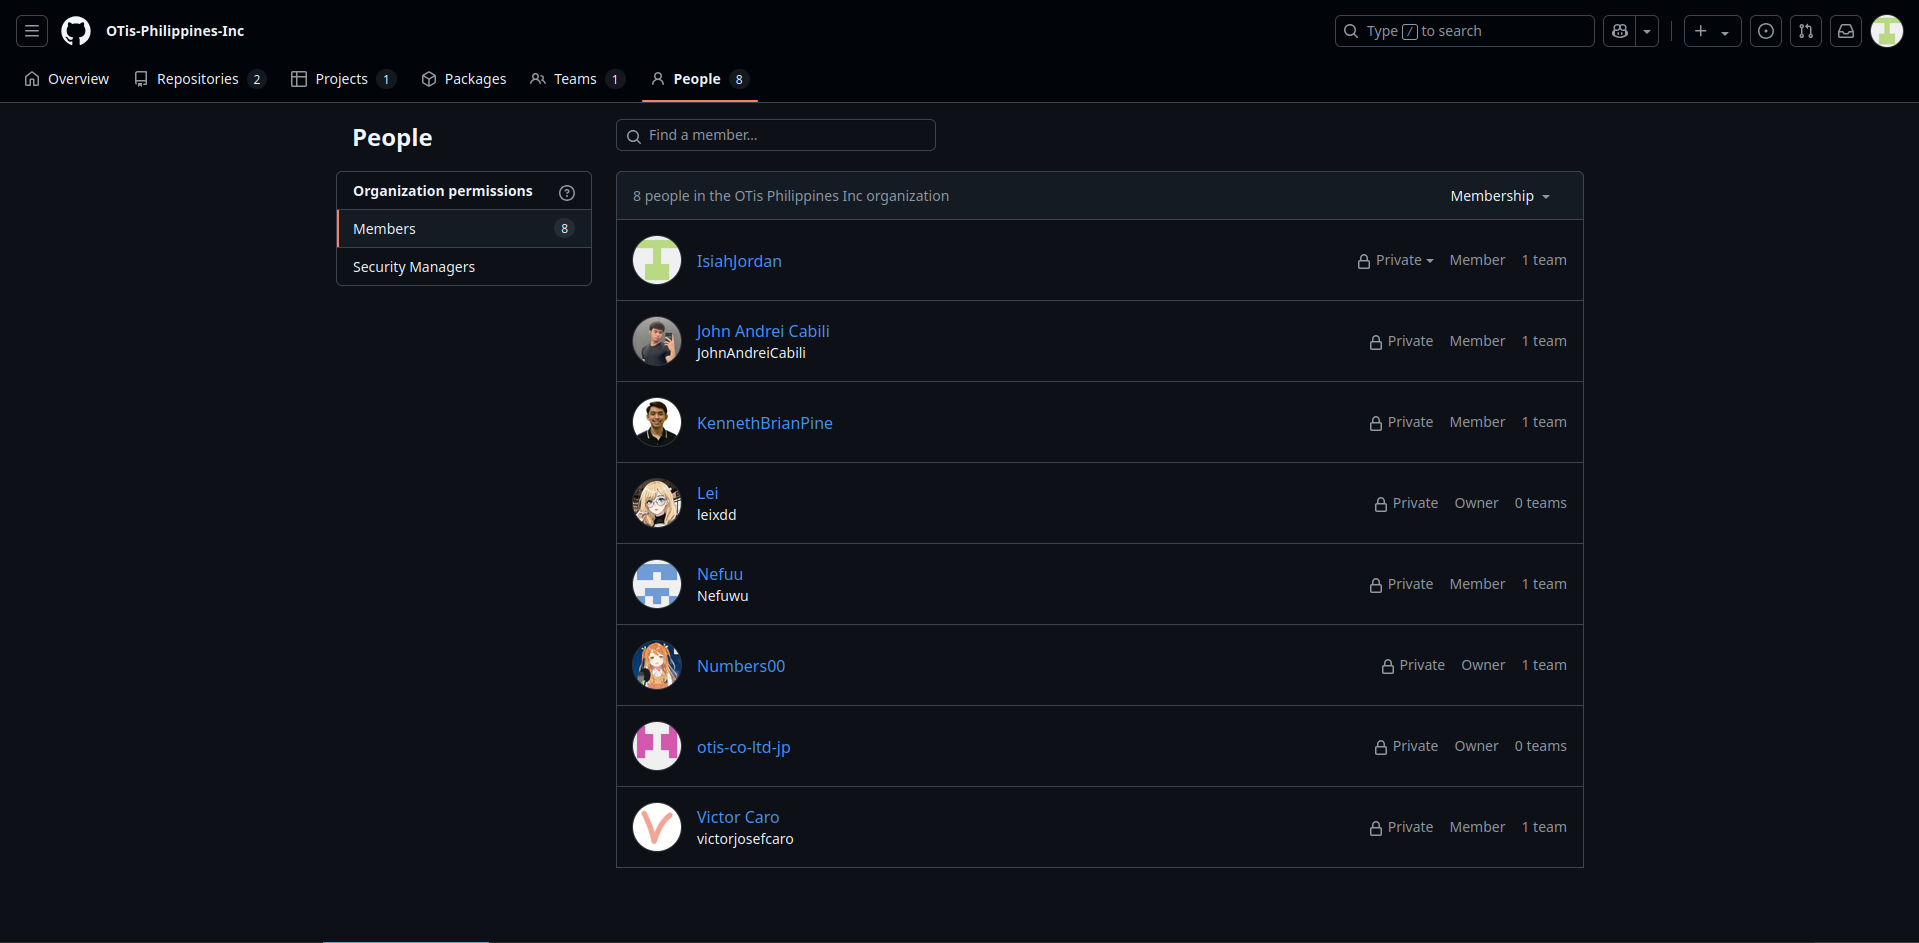 OTis-Philippines-Inc
Type / to search
Overview
Repositories 2
Projects 1
Packages
Teams 1
People 8
People
Find a member...
Organization permissions
Members 8
Security Managers
8 people in the OTis Philippines Inc organization
Membership
IsiahJordan
Private Member 1 team
John Andrei Cabili
JohnAndreiCabili
Private Member 1 team
KennethBrianPine
Private Member 1 team
Lei
leixdd
Private Owner 0 teams
Nefuu
Nefuwu
Private Member 1 team
Numbers00
Private Owner 1 team
otis-co-ltd-jp
Private Owner 0 teams
Victor Caro
victorjosefcaro
Private Member 1 team